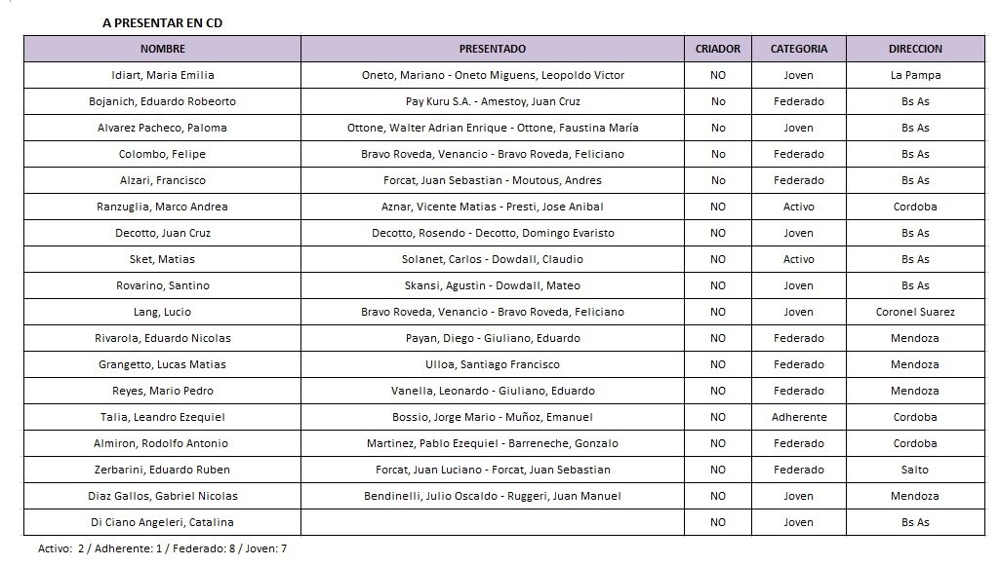 A PRESENTAR EN CD
NOMBRE PRESENTADO CRIADOR CATEGORIA DIRECCION
Idiart, Maria Emilia Oneto, Mariano - Oneto Miguens, Leopoldo Victor NO Joven La Pampa
Bojanich, Eduardo Robeorto Pay Kuru S.A. - Amestoy, Juan Cruz No Federado Bs As
Alvarez Pacheco, Paloma Ottone, Walter Adrian Enrique - Ottone, Faustina María No Joven Bs As
Colombo, Felipe Bravo Roveda, Venancio - Bravo Roveda, Feliciano No Federado Bs As
Alzari, Francisco Forcat, Juan Sebastian - Moutous, Andres No Federado Bs As
Ranzuglia, Marco Andrea Aznar, Vicente Matias - Presti, Jose Anibal NO Activo Cordoba
Decotto, Juan Cruz Decotto, Rosendo - Decotto, Domingo Evaristo NO Joven Bs As
Sket, Matias Solanet, Carlos - Dowdall, Claudio NO Activo Bs As
Rovarino, Santino Skansi, Agustin - Dowdall, Mateo NO Joven Bs As
Lang, Lucio Bravo Roveda, Venancio - Bravo Roveda, Feliciano NO Joven Coronel Suarez
Rivarola, Eduardo Nicolas Payan, Diego - Giuliano, Eduardo NO Federado Mendoza
Grangetto, Lucas Matias Ulloa, Santiago Francisco NO Federado Mendoza
Reyes, Mario Pedro Vanella, Leonardo - Giuliano, Eduardo NO Federado Mendoza
Talia, Leandro Ezequiel Bossio, Jorge Mario - Muñoz, Emanuel NO Adherente Cordoba
Almiron, Rodolfo Antonio Martinez, Pablo Ezequiel - Barreneche, Gonzalo NO Federado Cordoba
Zerbarini, Eduardo Ruben Forcat, Juan Luciano - Forcat, Juan Sebastian NO Federado Salto
Diaz Gallos, Gabriel Nicolas Bendinelli, Julio Oscaldo - Ruggeri, Juan Manuel NO Joven Mendoza
Di Ciano Angeleri, Catalina NO Joven Bs As
Activo: 2 / Adherente: 1 / Federado: 8 / Joven: 7